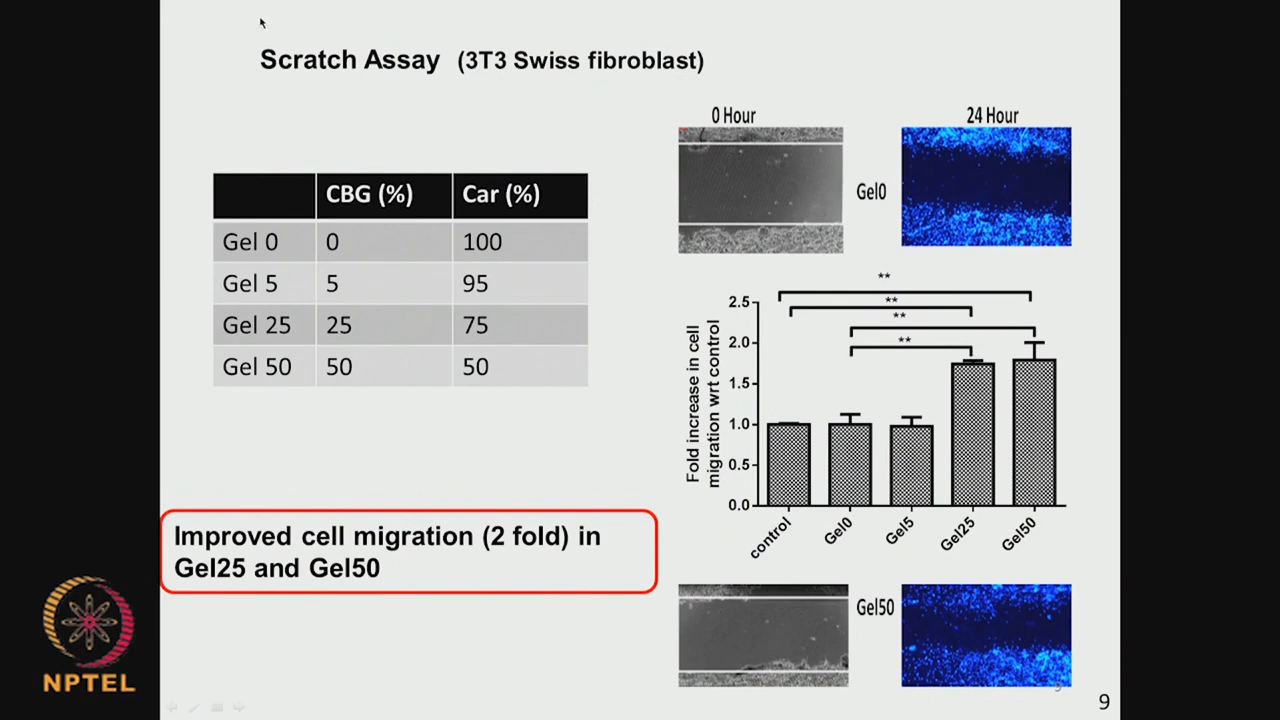 Scratch Assay (3T3 Swiss fibroblast)
CBG (%) Car (%)
Gel 0 0 100
Gel 5 5 95
Gel 25 25 75
Gel 50 50 50
Improved cell migration (2 fold) in
Gel25 and Gel50
0 Hour 24 Hour
Gel0
**
**
**
**
Fold increase in cell
migration wrt control
2.5
2.0
1.5
1.0
0.5
0.0
control Gel0 Gel5 Gel25 Gel50
Gel50
NPTEL
9
9